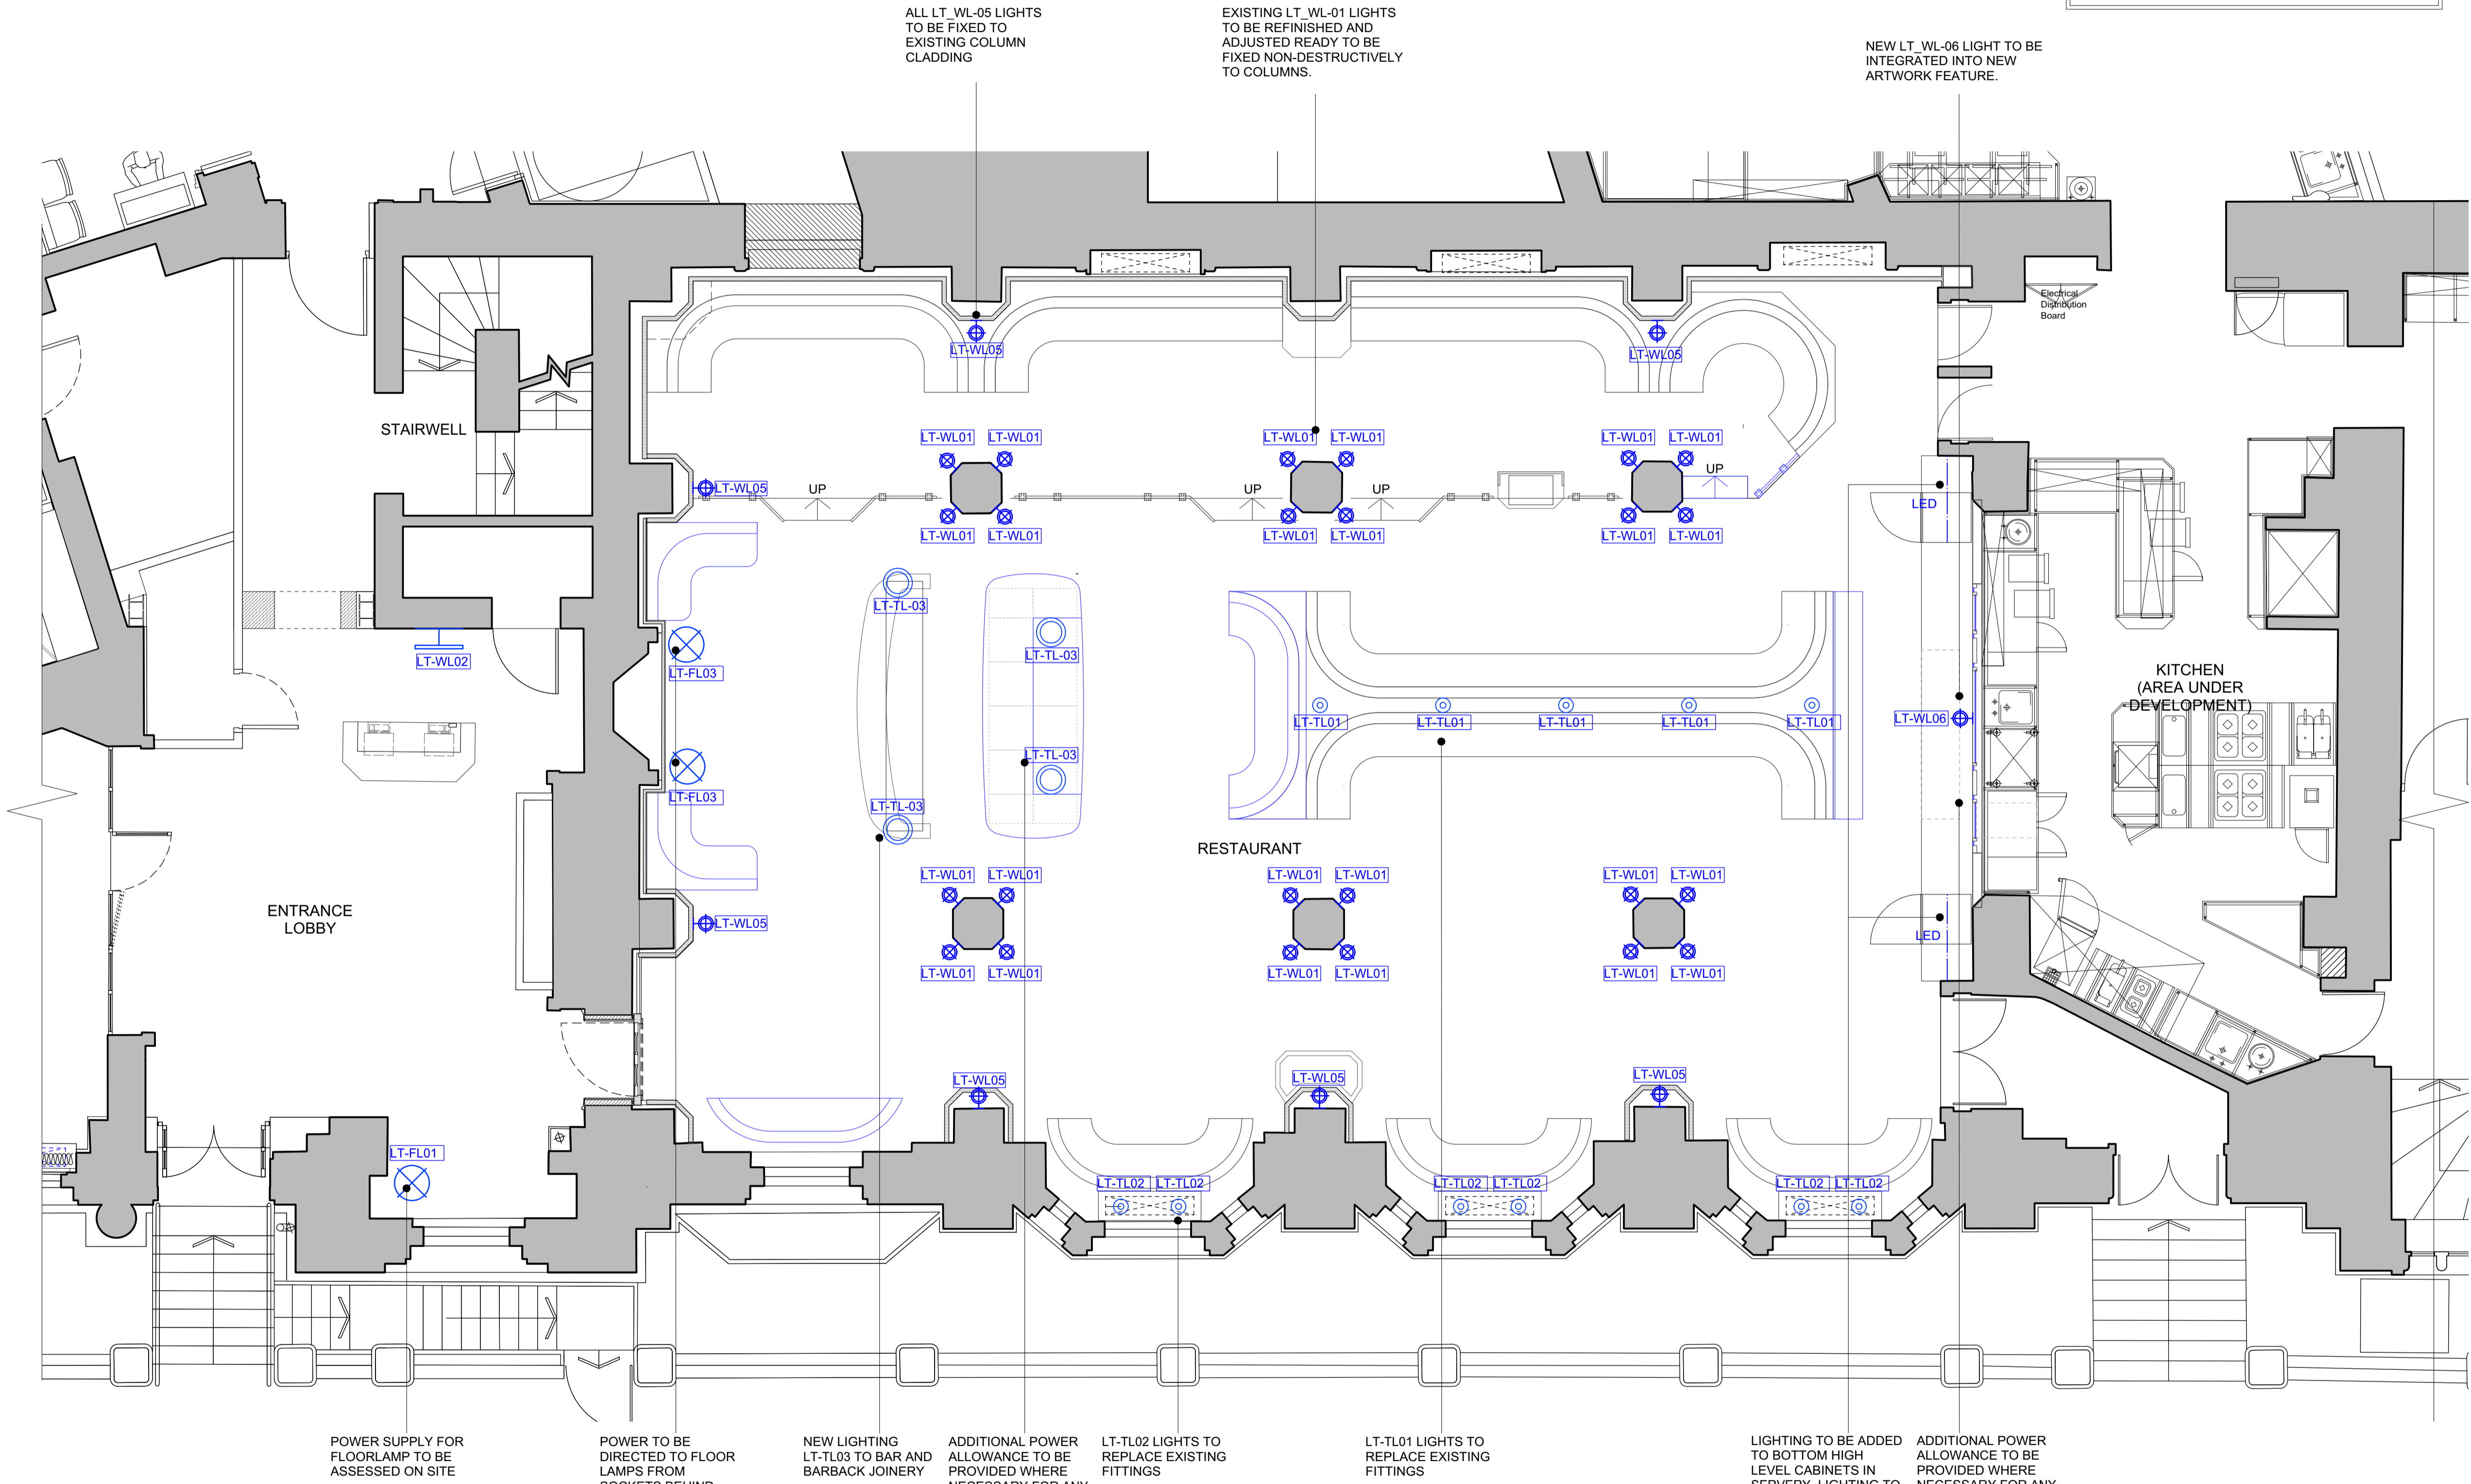 ALL LT_WL-05 LIGHTS
TO BE FIXED TO
EXISTING COLUMN
CLADDING
EXISTING LT_WL-01 LIGHTS
TO BE REFINISHED AND
ADJUSTED READY TO BE
FIXED NON-DESTRUCTIVELY
TO COLUMNS.
NEW LT_WL-06 LIGHT TO BE
INTEGRATED INTO NEW
ARTWORK FEATURE.
Electrical
Distribution
Board
LT-WL05
LT-WL05
STAIRWELL
LT-WL01 LT-WL01
LT-WL01 LT-WL01
LT-WL01 LT-WL01
LT-WL05
UP
UP
UP
UP
LED
LT-WL01 LT-WL01
LT-WL01 LT-WL01
LT-WL01 LT-WL01
LT-TL-03
LT-TL-03
LT-WL02
LT-FL03
KITCHEN
(AREA UNDER
DEVELOPMENT)
LT-TL01
LT-TL01
LT-TL01
LT-TL01
LT-TL01
LT-WL06
LT-TL-03
LT-FL03
LT-TL-03
RESTAURANT
LT-WL01 LT-WL01
LT-WL01 LT-WL01
LT-WL01 LT-WL01
ENTRANCE
LOBBY
LT-WL05
LED
LT-WL01 LT-WL01
LT-WL01 LT-WL01
LT-WL01 LT-WL01
LT-WL05
LT-WL05
LT-WL05
LT-FL01
LT-TL02 LT-TL02
LT-TL02 LT-TL02
LT-TL02 LT-TL02
POWER SUPPLY FOR
FLOORLAMP TO BE
ASSESSED ON SITE
POWER TO BE
DIRECTED TO FLOOR
LAMPS FROM
SOCKETS BEHIND
NEW LIGHTING
LT-TL03 TO BAR AND
BARBACK JOINERY
ADDITIONAL POWER
ALLOWANCE TO BE
PROVIDED WHERE
NECESSARY FOR ANY
LT-TL02 LIGHTS TO
REPLACE EXISTING
FITTINGS
LT-TL01 LIGHTS TO
REPLACE EXISTING
FITTINGS
LIGHTING TO BE ADDED
TO BOTTOM HIGH
LEVEL CABINETS IN
SERVERY. LIGHTING TO
ADDITIONAL POWER
ALLOWANCE TO BE
PROVIDED WHERE
NECESSARY FOR ANY